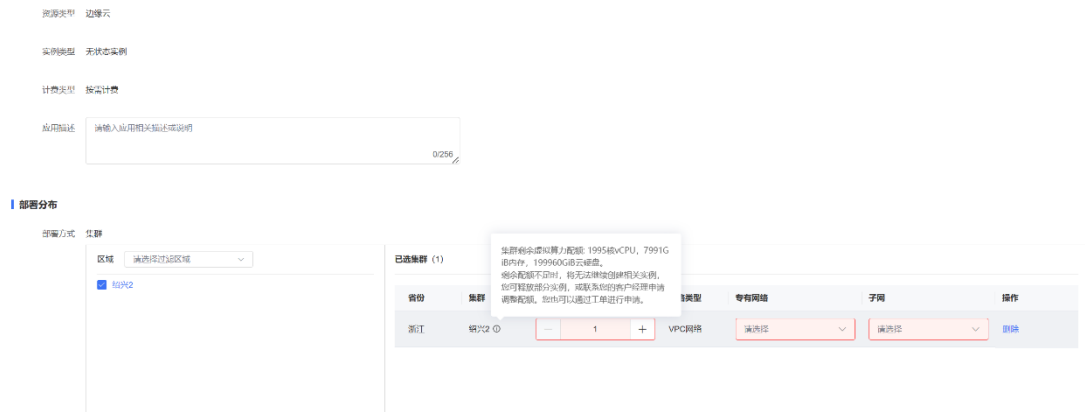 资源类型 边缘云
实例类型 无状态实例
计费类型 按需计费
应用描述 请输入应用相关描述或说明
0/256
部署分布
部署方式 集群
区域 请选择过滤区域
绍兴2
已选集群 (1)
集群剩余虚拟算力配额: 1995核vCPU, 7991G
iB内存, 199960GiB云硬盘。
剩余配额不足时, 将无法继续创建相关实例,
您可释放部分实例, 或联系您的客户经理申请
调整配额。您也可以通过工单进行申请。
省份 集群 络类型 专有网络 子网 操作
浙江 绍兴2 1 VPC网络 请选择 请选择 删除